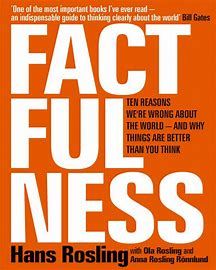 'One of the most important books I've ever read —
an indispensable guide to thinking clearly about the world' Bill Gates
FACT
FUL
TEN REASONS
WE'RE WRONG ABOUT
THE WORLD – AND WHY
THINGS ARE BETTER
THAN YOU THINK
NESS
Hans Rosling
with Ola Rosling and
Anna Rosling Rönnlund